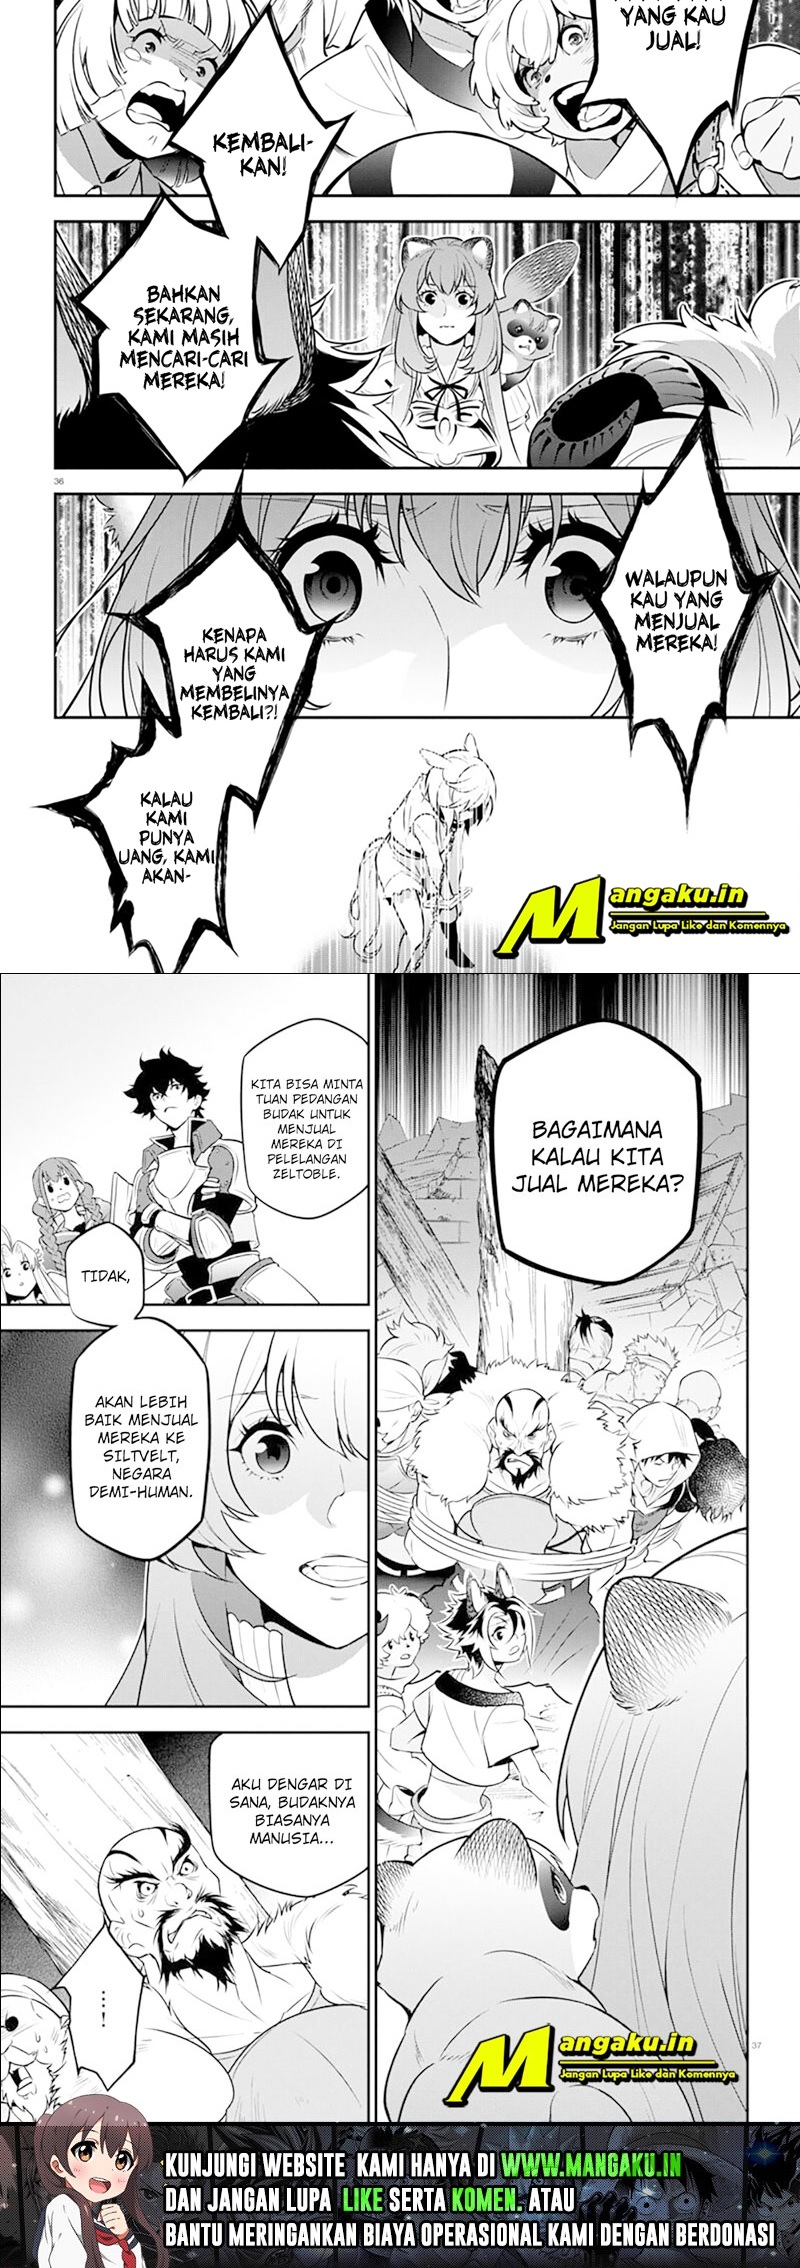 YANG KAU
JUAL!
KEMBALI-
KAN!
BAHKAN
SEKARANG,
KAMI MASIH
MENCARI-CARI
MEREKA!
36
WALAUPUN
KAU YANG
MENJUAL
MEREKA!
KENAPA
HARUS KAMI
YANG
MEMBELINYA
KEMBALI?!
KALAU
KAMI
PUNYA
UANG, KAMI
AKAN-
Mangaku.in
Jangan Lupa Like dan Komennya
BAGAIMANA
KALAU KITA
JUAL MEREKA?
KITA BISA MINTA
TUAN PEDANGAN
BUDAK UNTUK
MENJUAL
MEREKA DI
PELELANGAN
ZELTOBLE.
TIDAK,
AKAN LEBIH
BAIK MENJUAL
MEREKA KE
SILTVELT,
NEGARA
DEMI-HUMAN.
AKU DENGAR DI
SANA, BUDAKNYA
BIASANYA
MANUSIA...
...!
Mangaku.in
Jangan Lupa Like dan Komennya
37
KUNJUNGI WEBSITE KAMI HANYA DI WWW.MANGAKU.IN
DAN JANGAN LUPA LIKE SERTA KOMEN. ATAU
BANTU MERINGANKAN BIAYA OPERASIONAL KAMI DENGAN BERDONASI